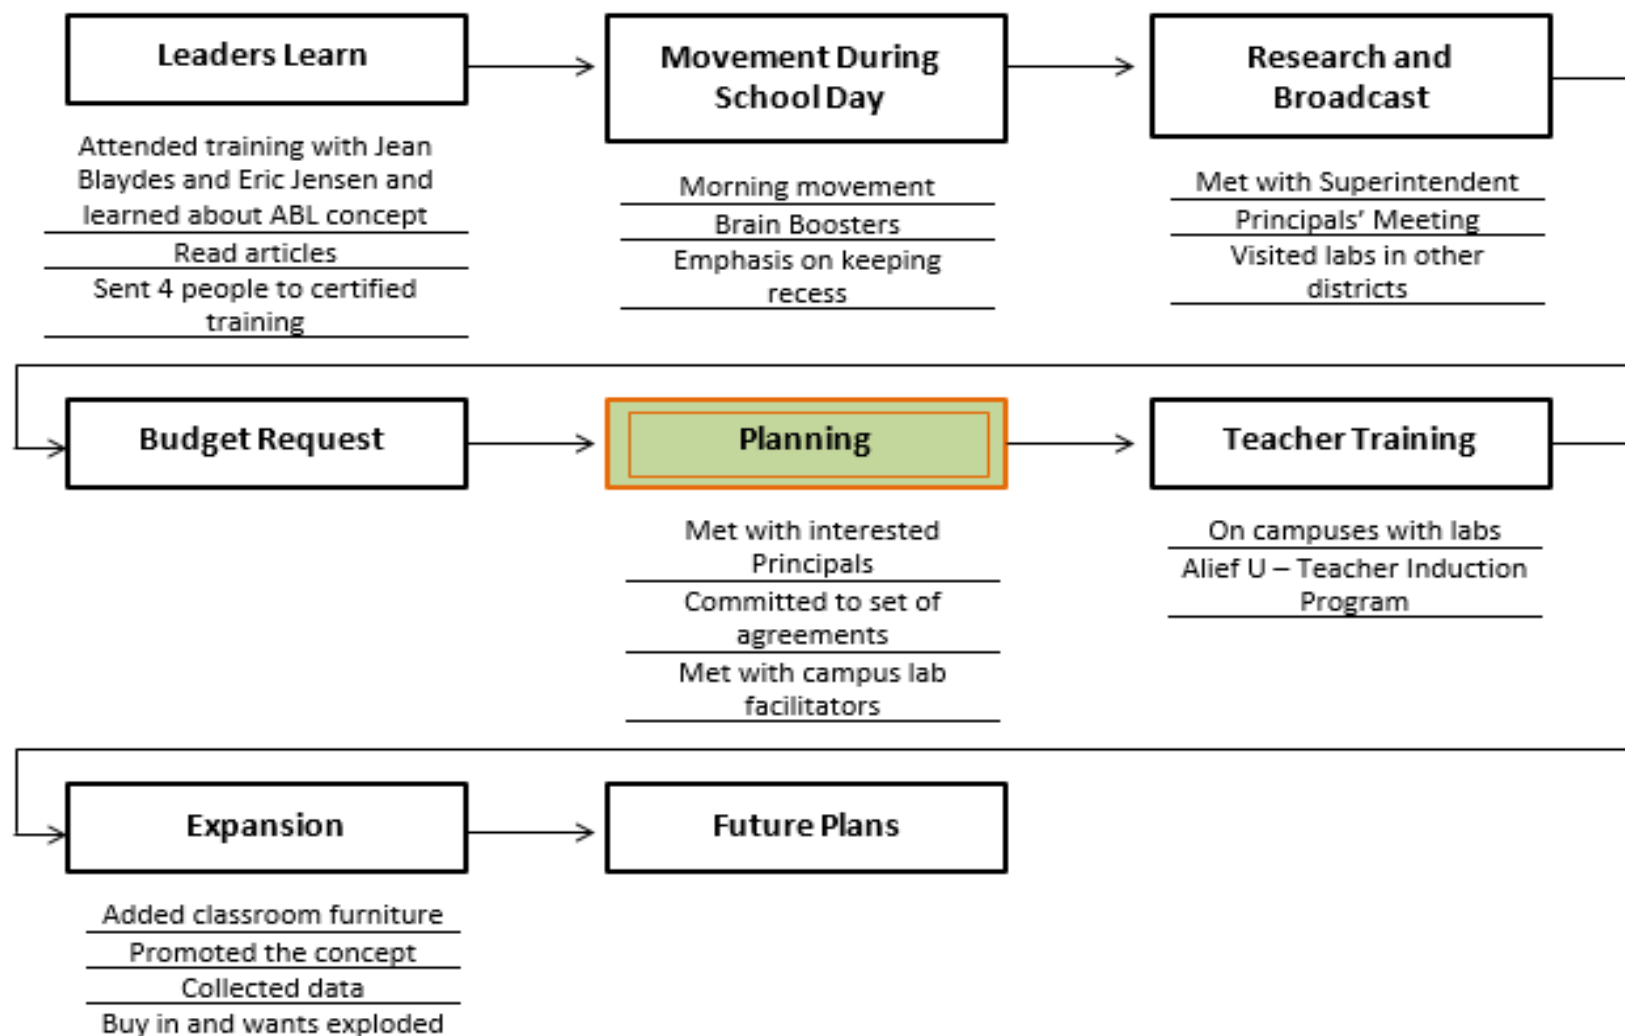 Leaders Learn
Attended training with Jean
Blaydes and Eric Jensen and
learned about ABL concept
Read articles
Sent 4 people to certified
training
Movement During
School Day
Morning movement
Brain Boosters
Emphasis on keeping
recess
Research and
Broadcast
Met with Superintendent
Principals’ Meeting
Visited labs in other
districts
Budget Request
Planning
Met with interested
Principals
Committed to set of
agreements
Met with campus lab
facilitators
Teacher Training
On campuses with labs
Alief U – Teacher Induction
Program
Expansion
Added classroom furniture
Promoted the concept
Collected data
Buy in and wants exploded
Future Plans